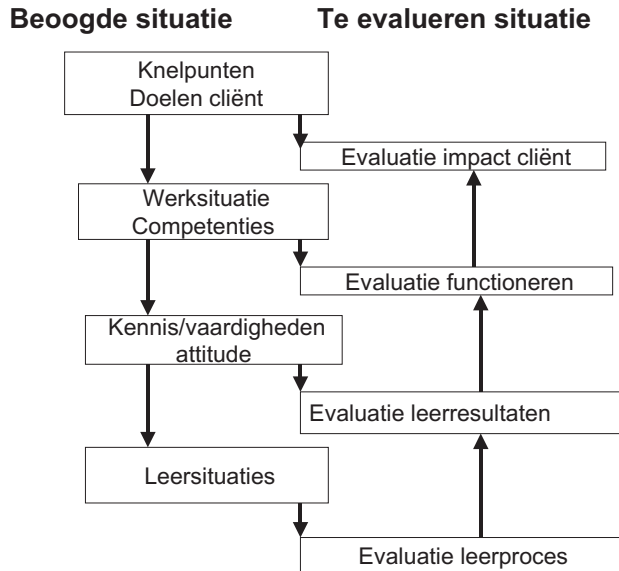 Beoogde situatie
Te evalueren situatie
Knelpunten
Doelen cliënt
Evaluatie impact cliënt
Werksituatie
Competenties
Evaluatie functioneren
Kennis/vaardigheden
attitude
Evaluatie leerresultaten
Leersituaties
Evaluatie leerproces